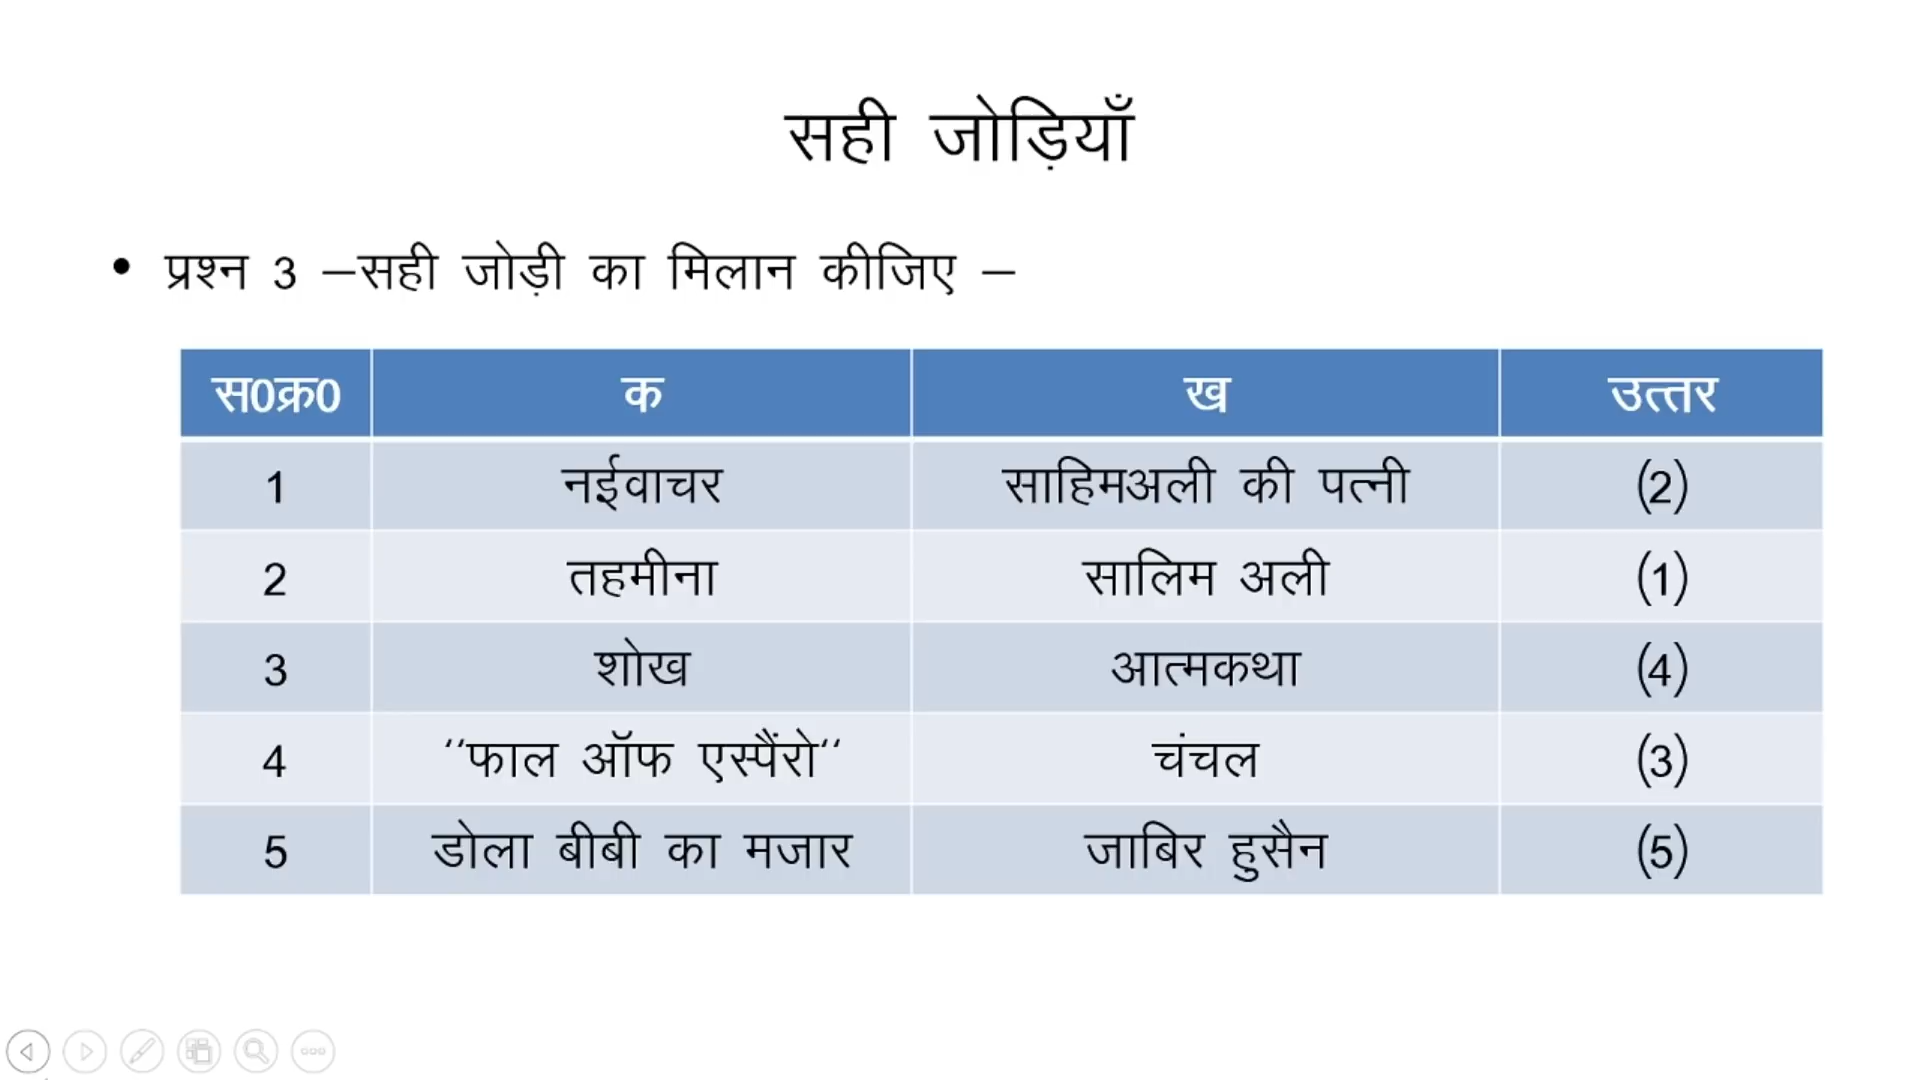 सही जोड़ियाँ
• प्रश्न 3 –सही जोड़ी का मिलान कीजिए –
स0क्र0 क ख उत्तर
1 नईवाचर साहिमअली की पत्नी (2)
2 तहमीना सालिम अली (1)
3 शोख आत्मकथा (4)
4 ‘‘फाल ऑफ एस्पैंरो‘‘ चंचल (3)
5 डोला बीबी का मजार जाबिर हुसैन (5)